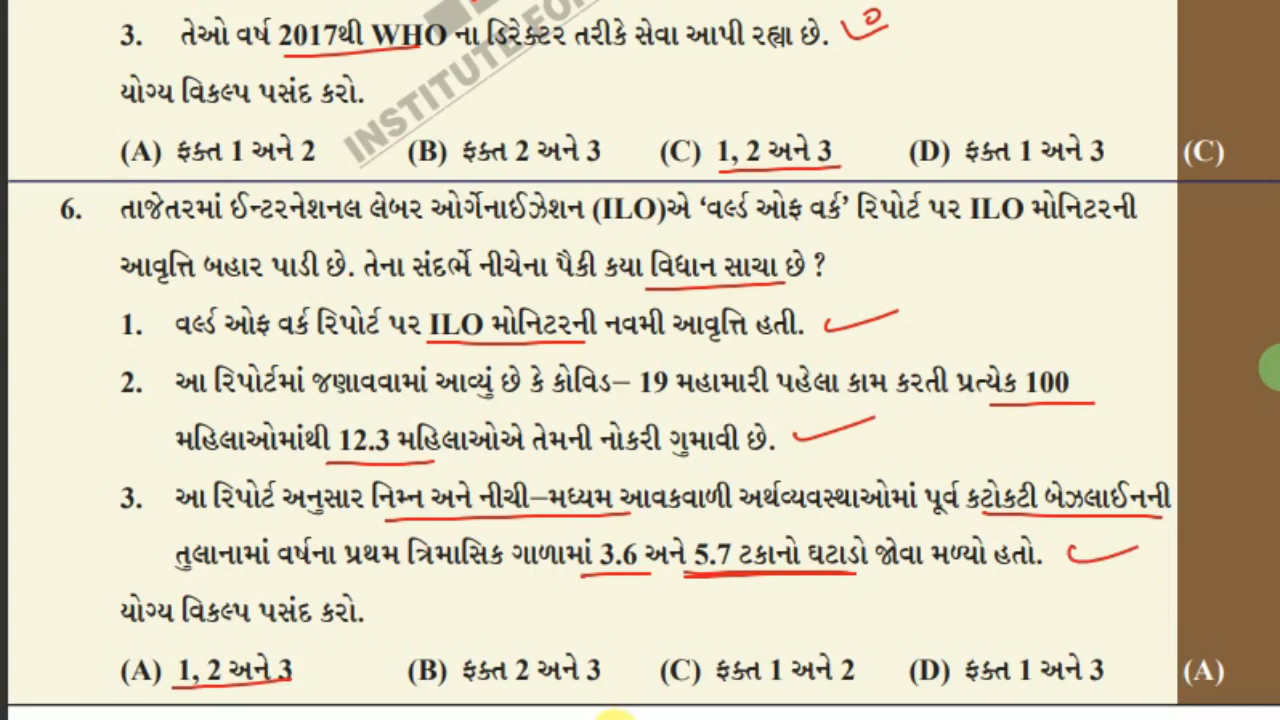 3. તેઓ વર્ષ 2017થી WHO ના ડિરેક્ટર તરીકે સેવા આપી રહ્યા છે.
યોગ્ય વિકલ્પ પસંદ કરો.
INSTITUTE FOR
(A) ફક્ત 1 અને 2 (B) ફક્ત 2 અને 3 (C) 1, 2 અને 3 (D) ફક્ત 1 અને 3 (C)
6. તાજેતરમાં ઈન્ટરનેશનલ લેબર ઓર્ગેનાઈઝેશન (ILO)એ ‘વર્લ્ડ ઓફ વર્ક’ રિપોર્ટ પર ILO મોનિટરની
આવૃત્તિ બહાર પાડી છે. તેના સંદર્ભે નીચેના પૈકી કયા વિધાન સાચા છે ?
1. વર્લ્ડ ઓફ વર્ક રિપોર્ટ પર ILO મોનિટરની નવમી આવૃત્તિ હતી.
2. આ રિપોર્ટમાં જણાવવામાં આવ્યું છે કે કોવિડ– 19 મહામારી પહેલા કામ કરતી પ્રત્યેક 100
મહિલાઓમાંથી 12.3 મહિલાઓએ તેમની નોકરી ગુમાવી છે.
3. આ રિપોર્ટ અનુસાર નિમ્ન અને નીચી–મધ્યમ આવકવાળી અર્થવ્યવસ્થાઓમાં પૂર્વ કટોકટી બેઝલાઈનની
તુલાનામાં વર્ષના પ્રથમ ત્રિમાસિક ગાળામાં 3.6 અને 5.7 ટકાનો ઘટાડો જોવા મળ્યો હતો.
યોગ્ય વિકલ્પ પસંદ કરો.
(A) 1, 2 અને 3 (B) ફક્ત 2 અને 3 (C) ફક્ત 1 અને 2 (D) ફક્ત 1 અને 3 (A)